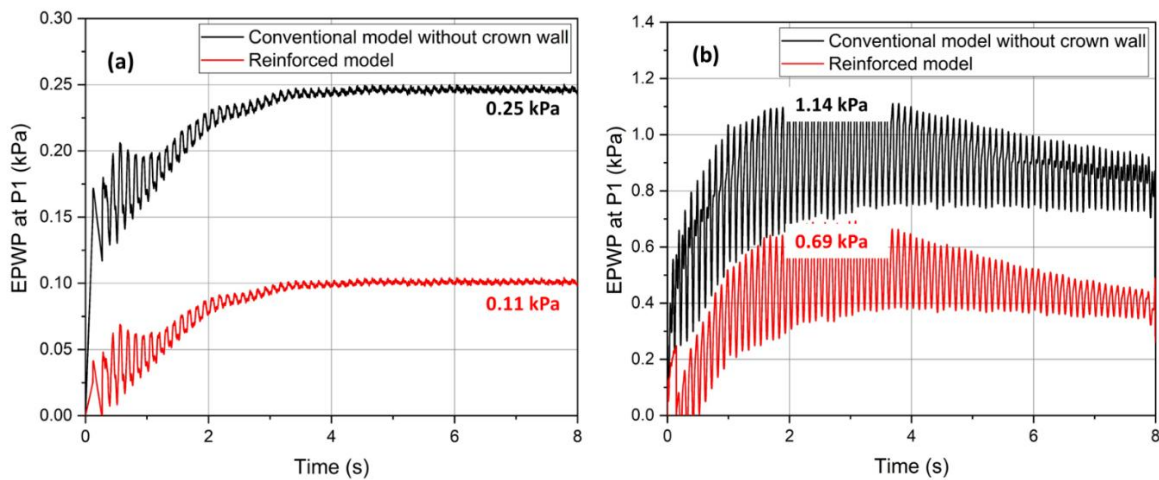 (a)
Conventional model without crown wall
Reinforced model
EPWP at P1 (kPa)
0.30
0.25
0.20
0.15
0.10
0.05
0.00
0.25 kPa
0.11 kPa
0 2 4 6 8
Time (s)
(b)
Conventional model without crown wall
Reinforced model
EPWP at P1 (kPa)
1.4
1.2
1.0
0.8
0.6
0.4
0.2
0.0
1.14 kPa
0.69 kPa
0 2 4 6 8
Time (s)